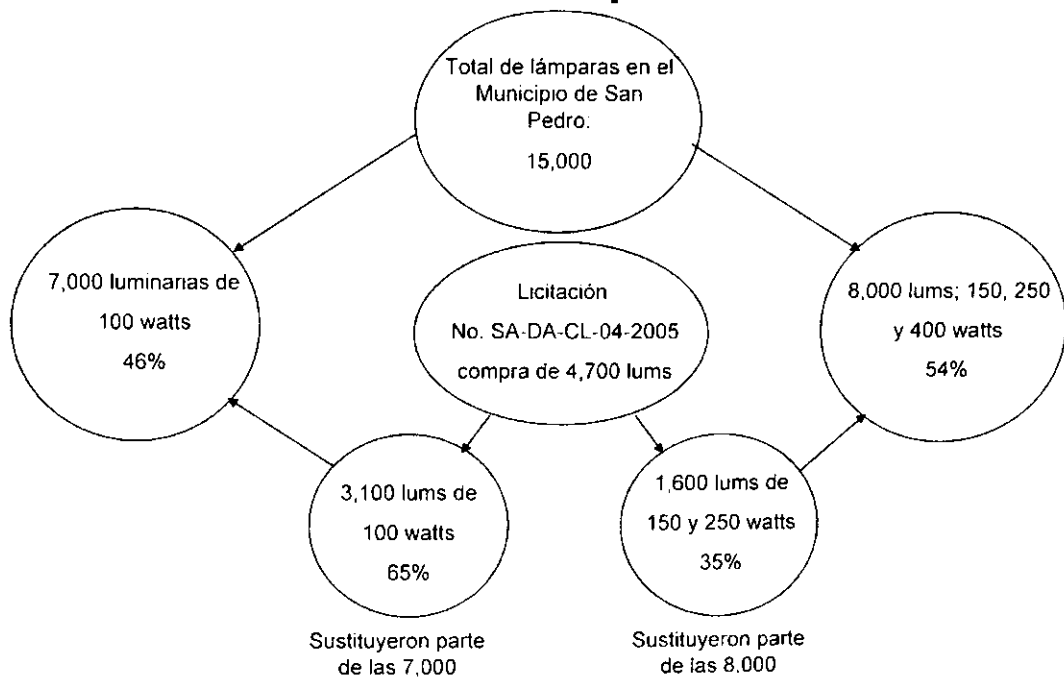 Total de lámparas en el
Municipio de San
Pedro:
15,000
7,000 luminarias de
100 watts
46%
Licitación
No. SA-DA-CL-04-2005
compra de 4,700 lums
8,000 lums; 150, 250
y 400 watts
54%
3,100 lums de
100 watts
65%
1,600 lums de
150 y 250 watts
35%
Sustituyeron parte
de las 7,000
Sustituyeron parte
de las 8,000